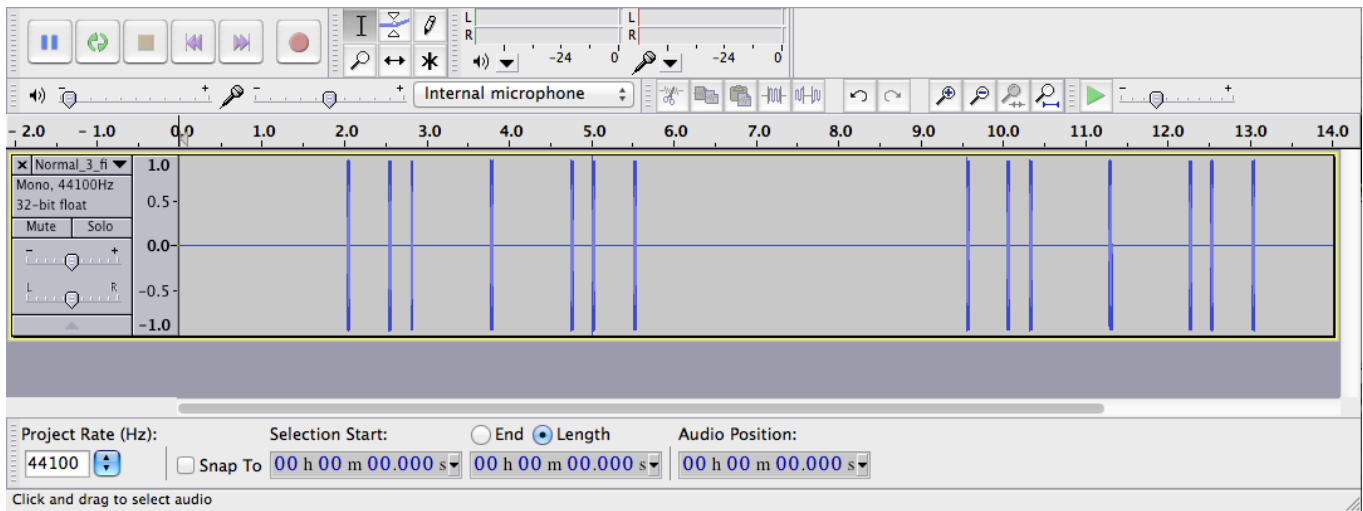 L
R
-24 0
L
R
-24 0
- + - + Internal microphone - +
- 2.0 - 1.0 0.0 1.0 2.0 3.0 4.0 5.0 6.0 7.0 8.0 9.0 10.0 11.0 12.0 13.0 14.0
× Normal_3_fi
Mono, 44100Hz
32-bit float
Mute Solo
- +
L R
1.0
0.5-
0.0-
-0.5-
-1.0
Project Rate (Hz): Selection Start: End Length Audio Position:
44100 Snap To 00 h 00 m 00.000 s 00 h 00 m 00.000 s 00 h 00 m 00.000 s
Click and drag to select audio